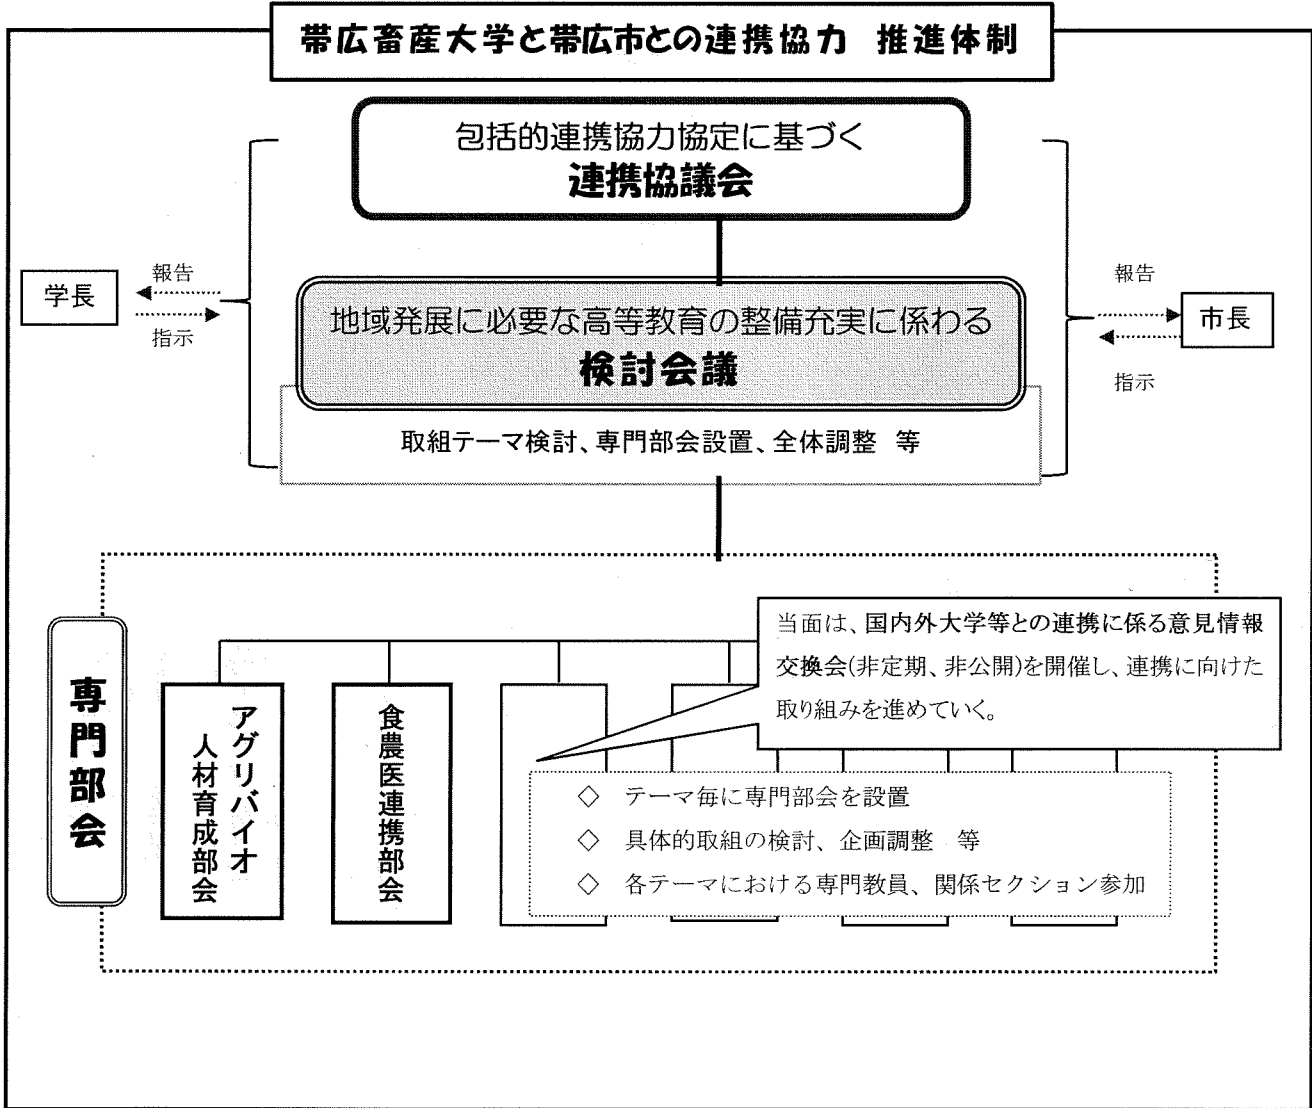 帯広畜産大学と帯広市との連携協力　推進体制
包括的連携協力協定に基づく
連携協議会
学長
報告
指示
地域発展に必要な高等教育の整備充実に係わる
検討会議
取組テーマ検討、専門部会設置、全体調整　等
報告
指示
市長
専門部会
アグリバイオ
人材育成部会
食農医連携部会
当面は、国内外大学等との連携に係る意見情報
交換会(非定期、非公開)を開催し、連携に向けた
取り組みを進めていく。
◇　テーマ毎に専門部会を設置
◇　具体的取組の検討、企画調整　等
◇　各テーマにおける専門教員、関係セクション参加